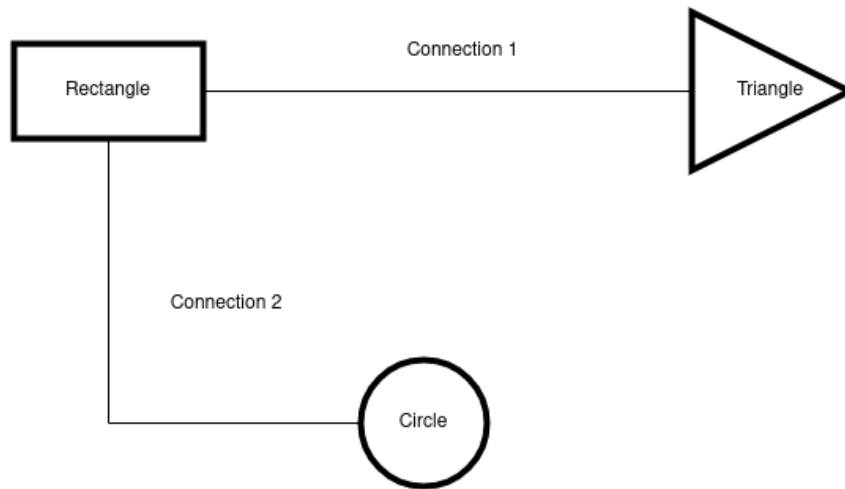 Connection 1
Rectangle
Triangle
Connection 2
Circle